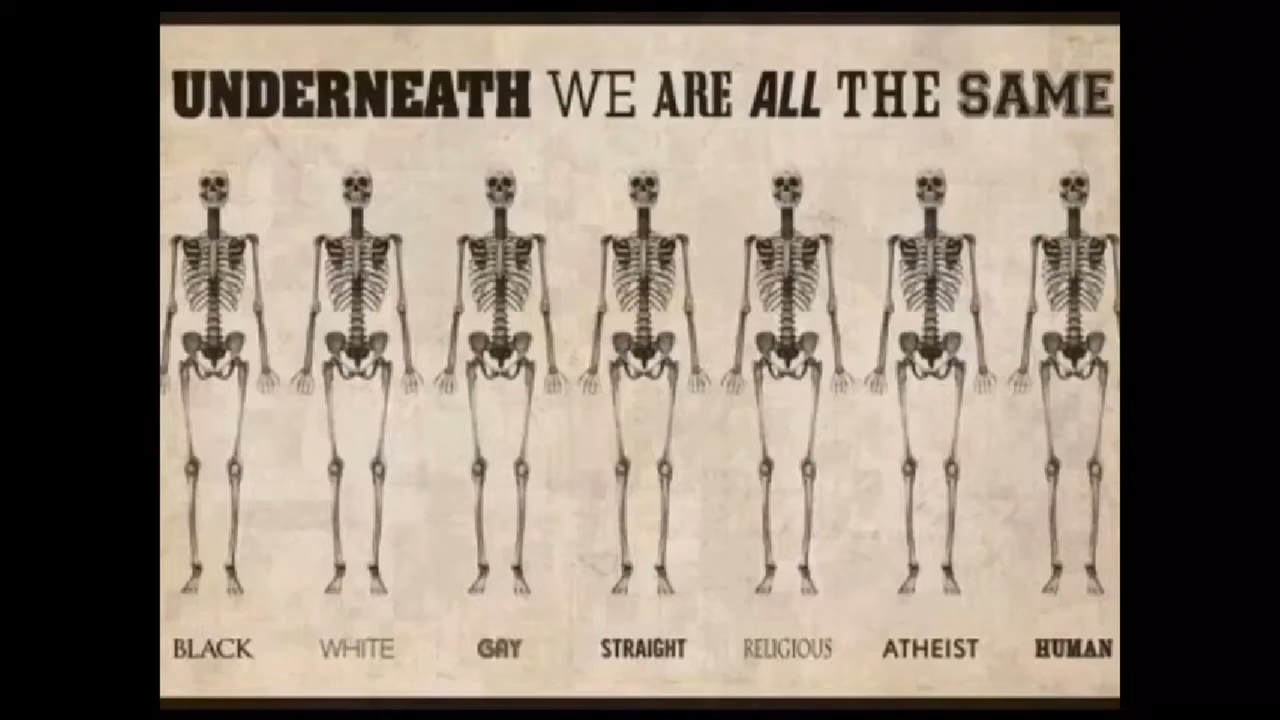 UNDERNEATH WE ARE ALL THE SAME
BLACK WHITE GAY STRAIGHT RELIGIOUS ATHEIST HUMAN